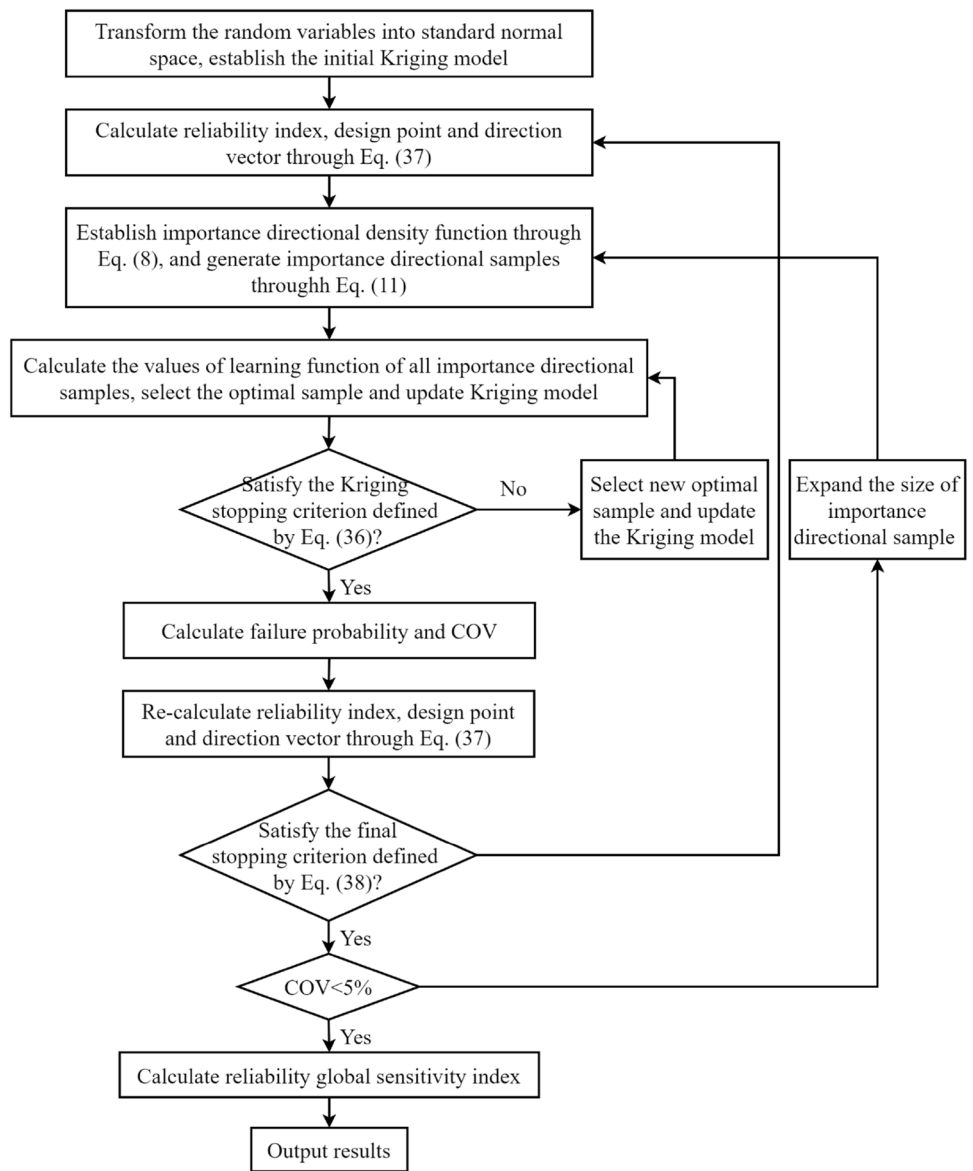 Transform the random variables into standard normal
space, establish the initial Kriging model
Calculate reliability index, design point and direction
vector through Eq. (37)
Establish importance directional density function through
Eq. (8), and generate importance directional samples
throughh Eq. (11)
Calculate the values of learning function of all importance directional
samples, select the optimal sample and update Kriging model
Satisfy the Kriging
stopping criterion defined
by Eq. (36)?
No
Select new optimal
sample and update
the Kriging model
Expand the size of
importance
directional sample
Yes
Calculate failure probability and COV
Re-calculate reliability index, design point
and direction vector through Eq. (37)
Satisfy the final
stopping criterion defined
by Eq. (38)?
Yes
COV<5%
Yes
Calculate reliability global sensitivity index
Output results